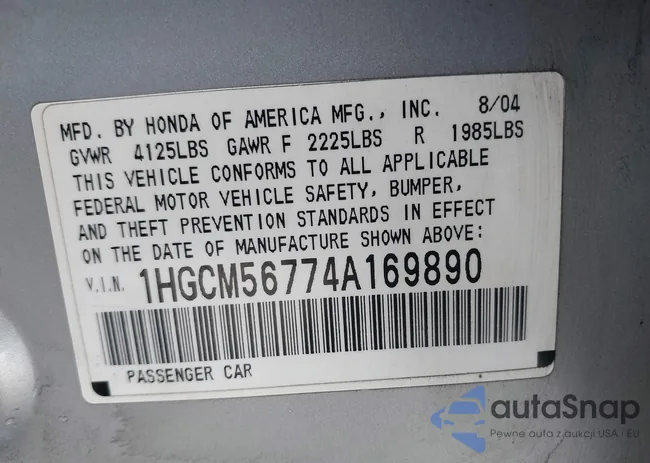 MFD. BY HONDA OF AMERICA MFG., INC. 8/04
GVWR 4125LBS GAWR F 2225LBS R 1985LBS
THIS VEHICLE CONFORMS TO ALL APPLICABLE
FEDERAL MOTOR VEHICLE SAFETY, BUMPER,
AND THEFT PREVENTION STANDARDS IN EFFECT
ON THE DATE OF MANUFACTURE SHOWN ABOVE:
V.I.N. 1HGCM56774A169890
PASSENGER CAR
autaSnap
Pewne auta z aukcji USA i EU